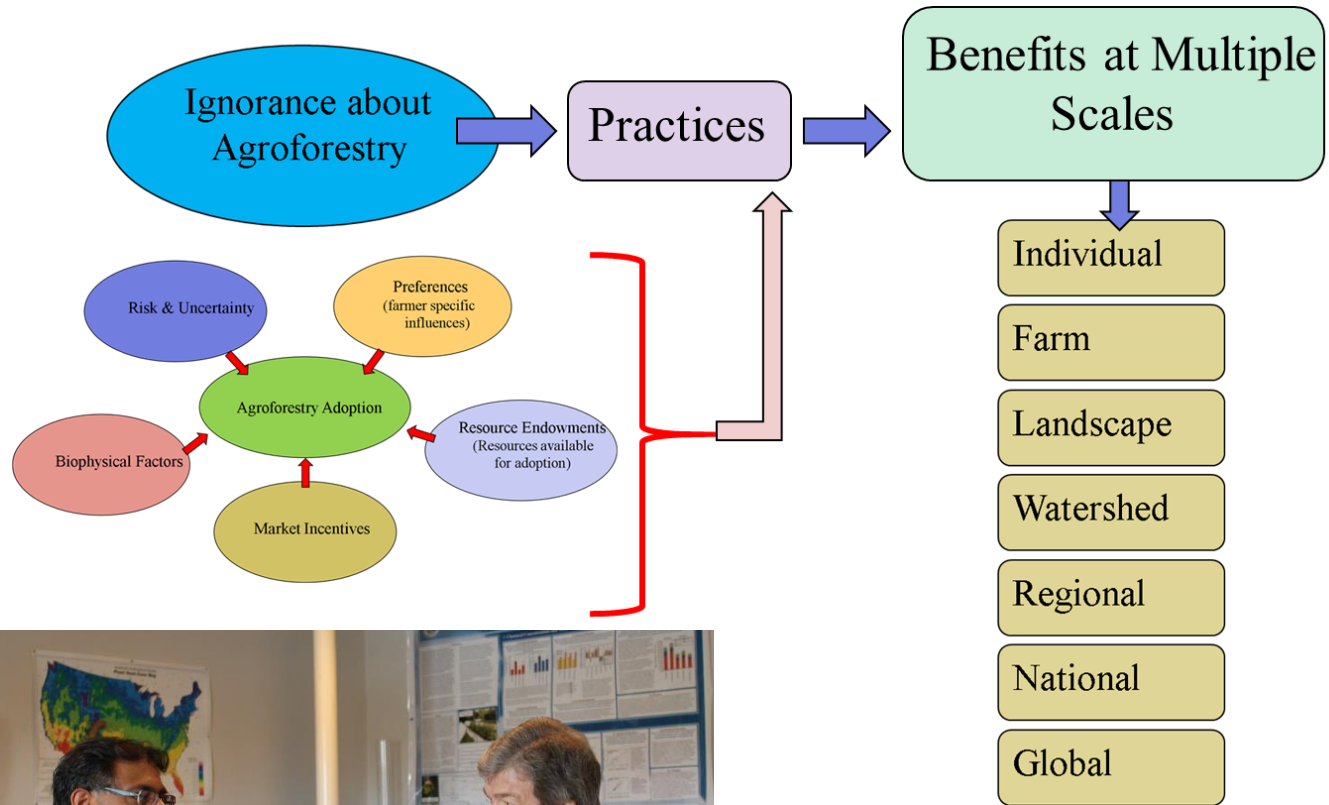 Ignorance about
Agroforestry
Practices
Benefits at Multiple
Scales
Risk & Uncertainty
Preferences
(farmer specific
influences)
Agroforestry Adoption
Biophysical Factors
Resource Endowments
(Resources available
for adoption)
Market Incentives
Individual
Farm
Landscape
Watershed
Regional
National
Global